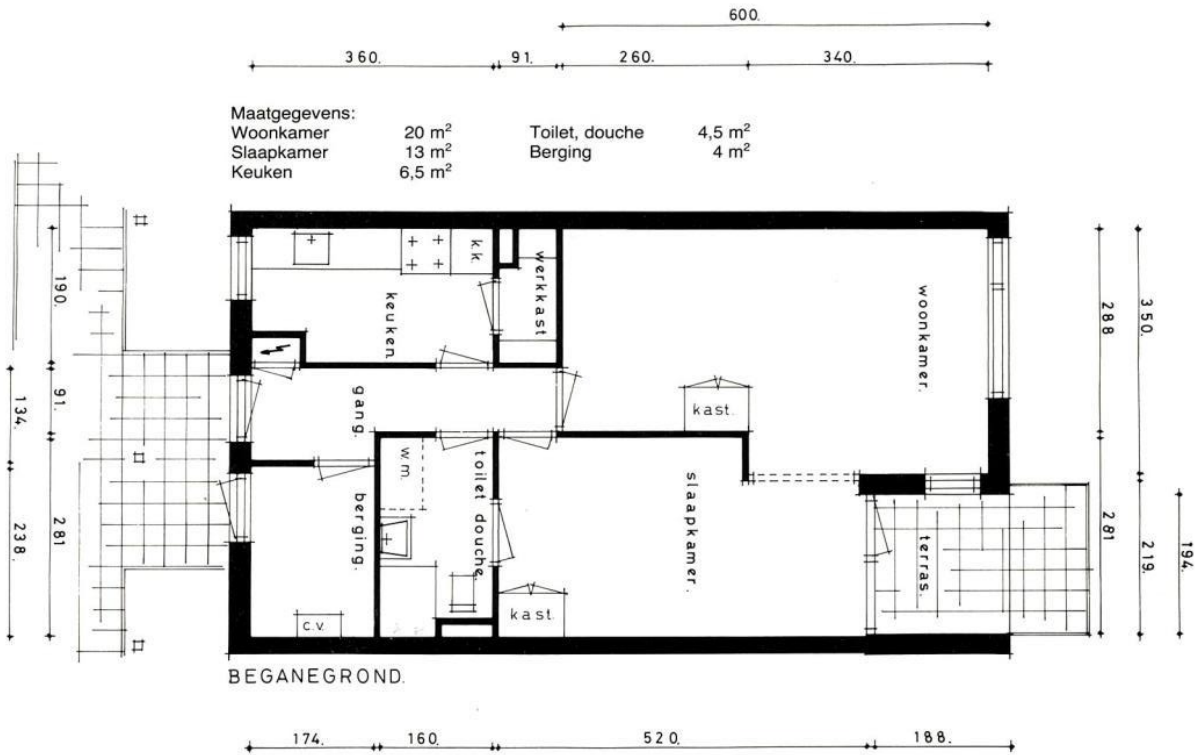 600.
360. 91. 260. 340.
Maatgegevens:
Woonkamer 20 m² Toilet, douche 4,5 m²
Slaapkamer 13 m² Berging 4 m²
Keuken 6,5 m²
k.k.
werkkast
keuken.
woonkamer.
gang.
kast.
w.m.
toilet douche.
berging.
slaapkamer.
terras.
c.v.
kast.
190.
91.
134.
281
238.
288
350.
281
219.
194.
BEGANEGROND.
174. 160. 520. 188.